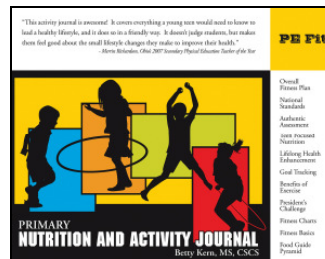 "This activity journal is awesome! It covers everything a young teen would need to know to
lead a healthy lifestyle, and it does so in a friendly way. It doesn't judge students, but makes
them feel good about the small lifestyle changes they make to improve their health."
- Merrie Richardson, Ohio's 2007 Secondary Physical Education Teacher of the Year
PE Fit
Overall
Fitness Plan
National
Standards
Authentic
Assessment
Teen Focused
Nutrition
Lifelong Health
Enhancement
Goal Tracking
Benefits of
Exercise
President's
Challenge
Fitness Charts
Fitness Basics
Food Guide
Pyramid
PRIMARY
NUTRITION AND ACTIVITY JOURNAL
Betty Kern, MS, CSCS